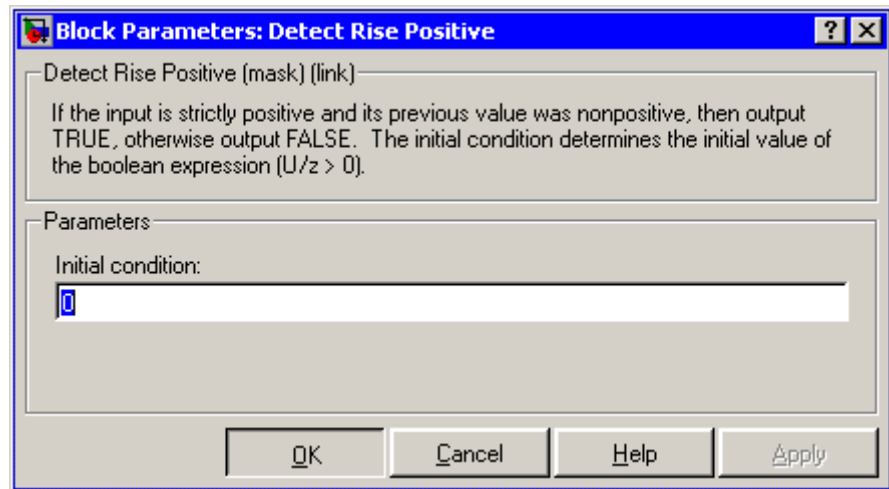 Block Parameters: Detect Rise Positive
Detect Rise Positive (mask) (link)
If the input is strictly positive and its previous value was nonpositive, then output
TRUE, otherwise output FALSE.  The initial condition determines the initial value of
the boolean expression (U/z > 0).
Parameters
Initial condition:
0
OK
Cancel
Help
Apply